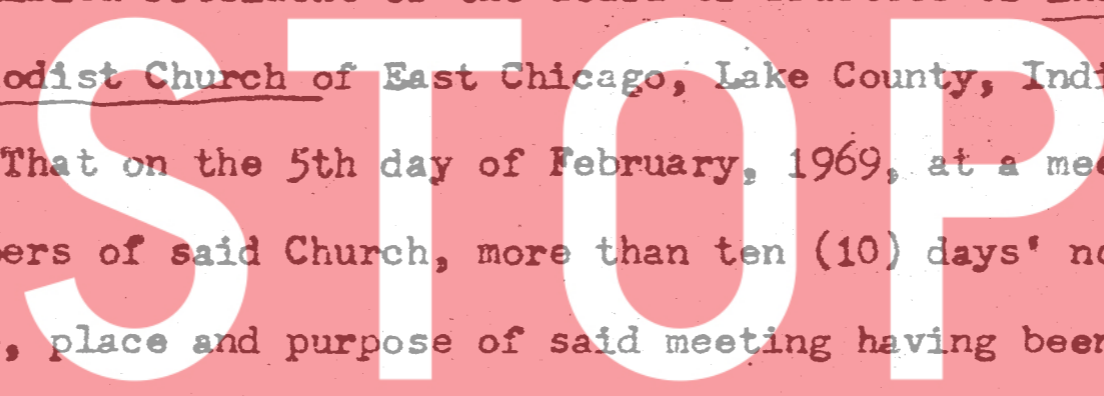 STOP
odist Church of East Chicago, Lake County, Indi
That on the 5th day of February, 1969, at a mee
ers of said Church, more than ten (10) days' no
, place and purpose of said meeting having been